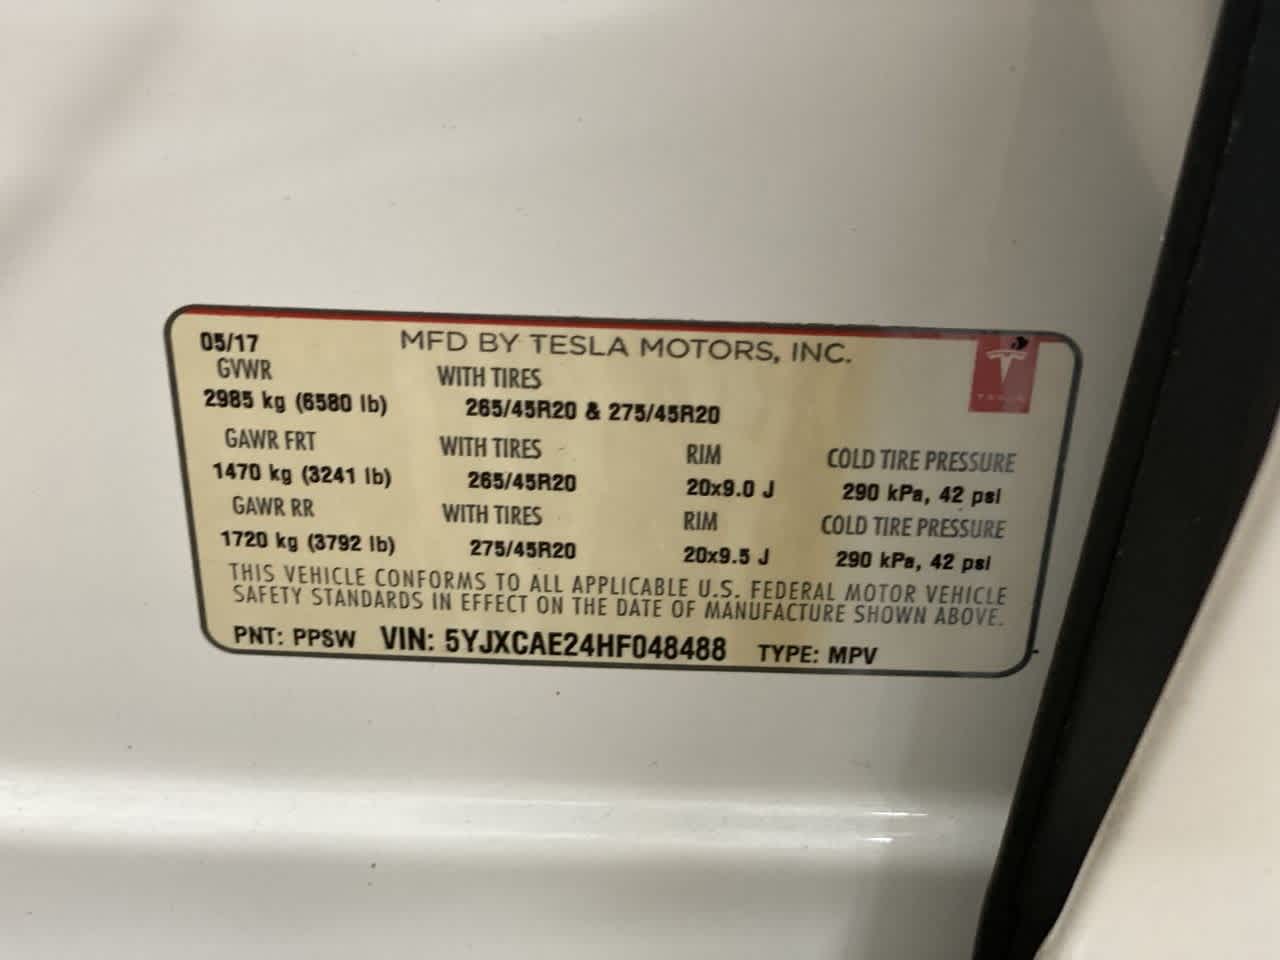 05/17 MFD BY TESLA MOTORS, INC.
GVWR WITH TIRES
2985 kg (6580 lb) 265/45R20 & 275/45R20
TESLA
GAWR FRT WITH TIRES RIM COLD TIRE PRESSURE
1470 kg (3241 lb) 265/45R20 20x9.0 J 290 kPa, 42 psi
GAWR RR WITH TIRES RIM COLD TIRE PRESSURE
1720 kg (3792 lb) 275/45R20 20x9.5 J 290 kPa, 42 psi
THIS VEHICLE CONFORMS TO ALL APPLICABLE U.S. FEDERAL MOTOR VEHICLE
SAFETY STANDARDS IN EFFECT ON THE DATE OF MANUFACTURE SHOWN ABOVE.
PNT: PPSW VIN: 5YJXCAE24HF048488 TYPE: MPV